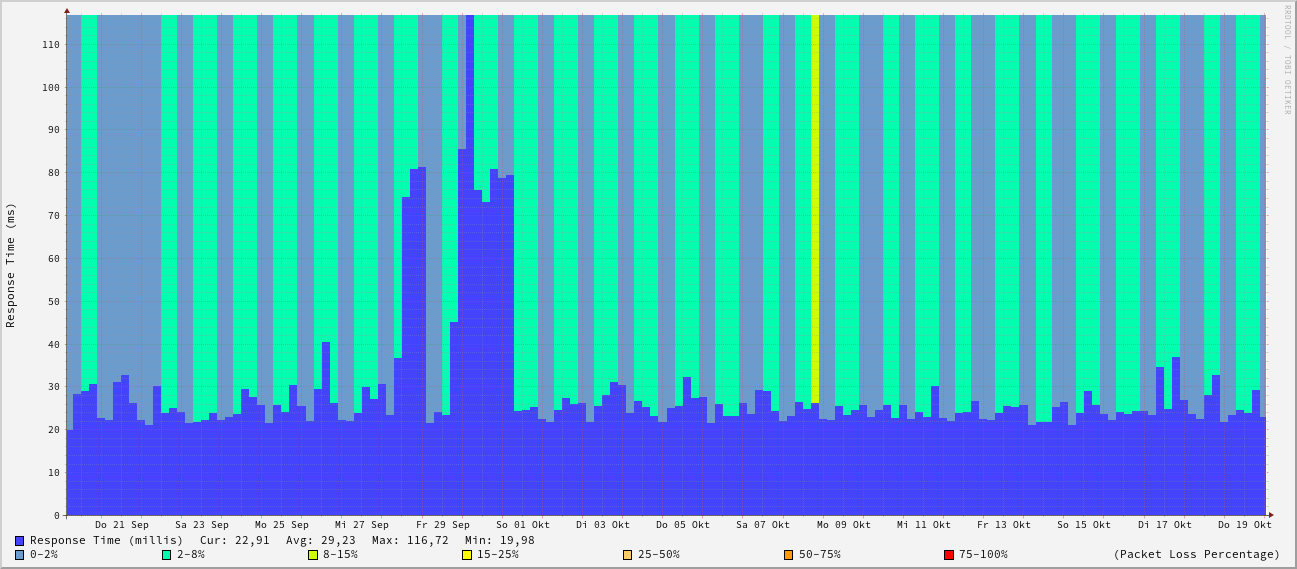 RRDTOOL / TOBI OETIKER
Response Time (ms)
110
100
90
80
70
60
50
40
30
20
10
0
Do 21 Sep Sa 23 Sep Mo 25 Sep Mi 27 Sep Fr 29 Sep So 01 Okt Di 03 Okt Do 05 Okt Sa 07 Okt Mo 09 Okt Mi 11 Okt Fr 13 Okt So 15 Okt Di 17 Okt Do 19 Okt
Response Time (millis) Cur: 22,91 Avg: 29,23 Max: 116,72 Min: 19,98
0-2% 2-8% 8-15% 15-25% 25-50% 50-75% 75-100% (Packet Loss Percentage)